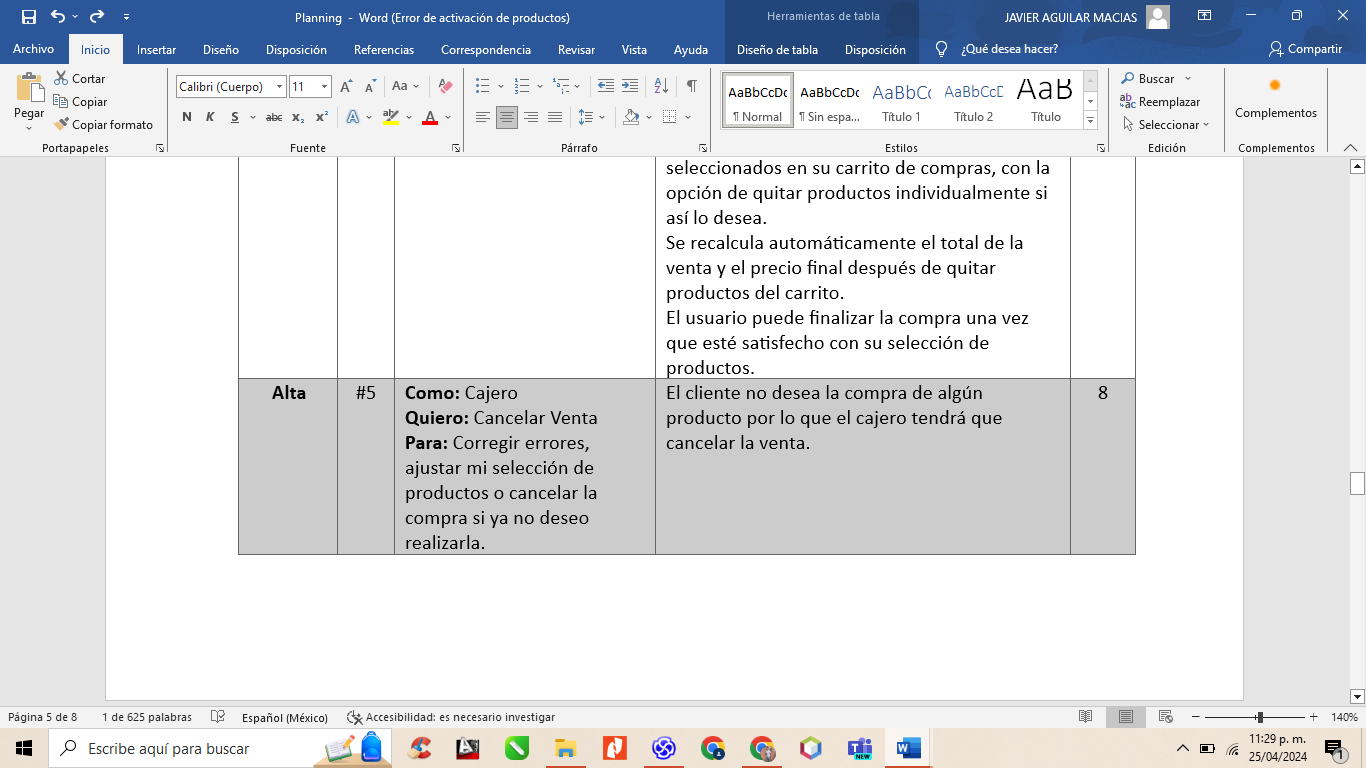 Planning - Word (Error de activación de productos)
Herramientas de tabla
JAVIER AGUILAR MACIAS
Archivo Inicio Insertar Diseño Disposición Referencias Correspondencia Revisar Vista Ayuda Diseño de tabla Disposición ¿Qué desea hacer? Compartir
Pegar
Cortar
Copiar
Copiar formato
Portapapeles
Calibri (Cuerpo) 11 A A Aa
N K S abc x₂ x² A ab A
Fuente
Párrafo
AaBbCcDc AaBbCcDc AaBbCc AaBbCcD AaB
¶ Normal ¶ Sin espa... Título 1 Título 2 Título
Estilos
Buscar
Reemplazar
Seleccionar
Edición
Complementos
Complementos
seleccionados en su carrito de compras, con la
opción de quitar productos individualmente si
así lo desea.
Se recalcula automáticamente el total de la
venta y el precio final después de quitar
productos del carrito.
El usuario puede finalizar la compra una vez
que esté satisfecho con su selección de
productos.
Alta
#5
Como: Cajero
Quiero: Cancelar Venta
Para: Corregir errores,
ajustar mi selección de
productos o cancelar la
compra si ya no deseo
realizarla.
El cliente no desea la compra de algún
producto por lo que el cajero tendrá que
cancelar la venta.
8
Página 5 de 8 1 de 625 palabras Español (México) Accesibilidad: es necesario investigar 140%
Escribe aquí para buscar
11:29 p. m.
25/04/2024
1